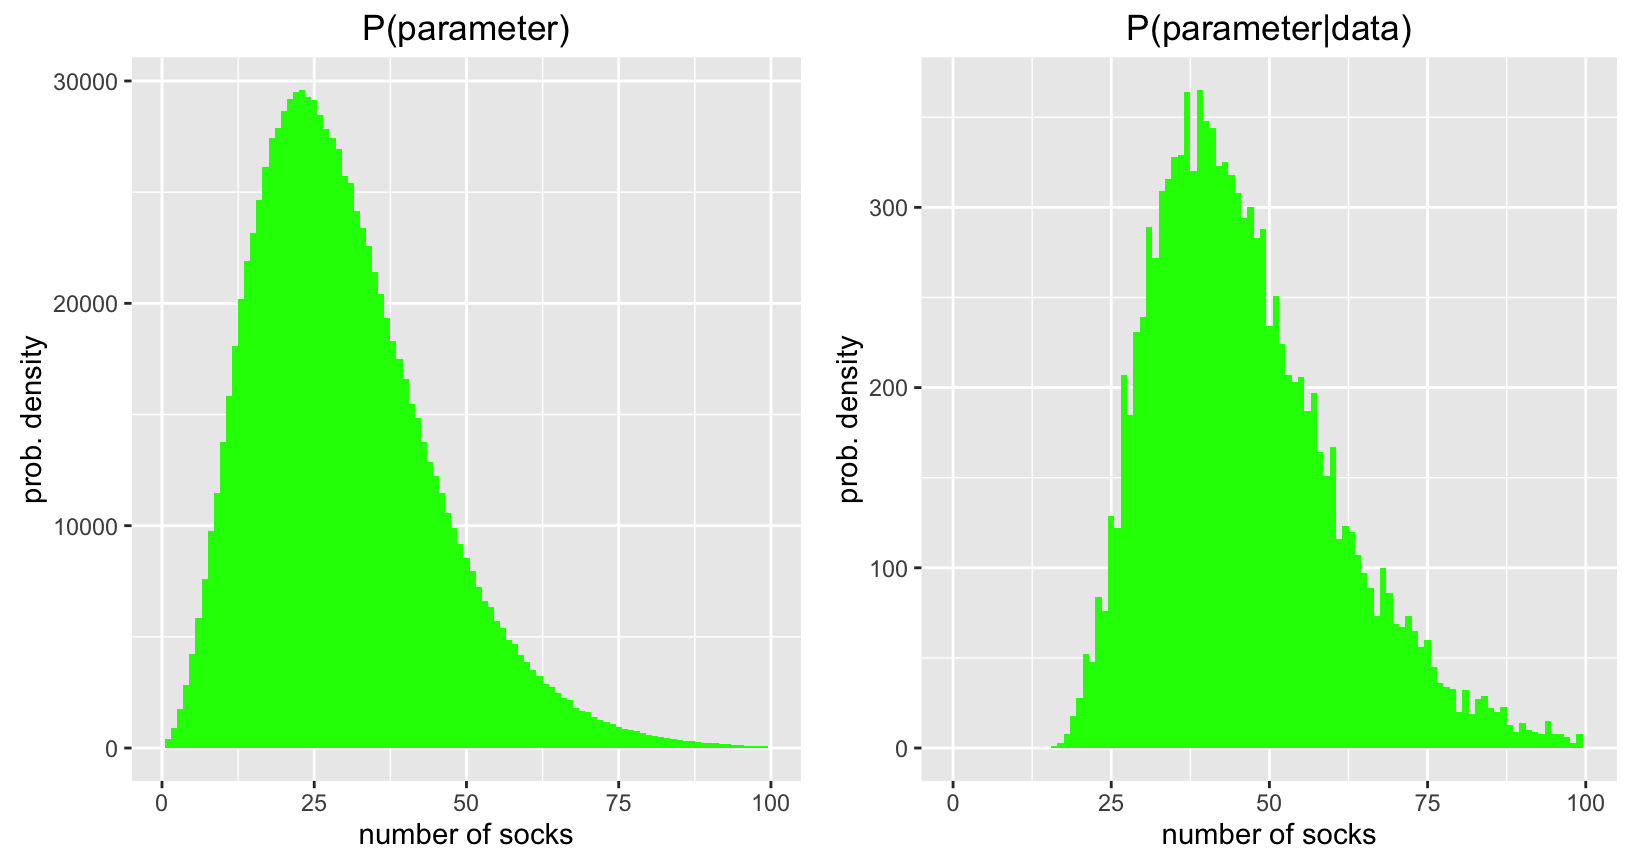 P(parameter)
prob. density
30000
20000
10000
0
0 25 50 75 100
number of socks
P(parameter|data)
prob. density
300
200
100
0
0 25 50 75 100
number of socks